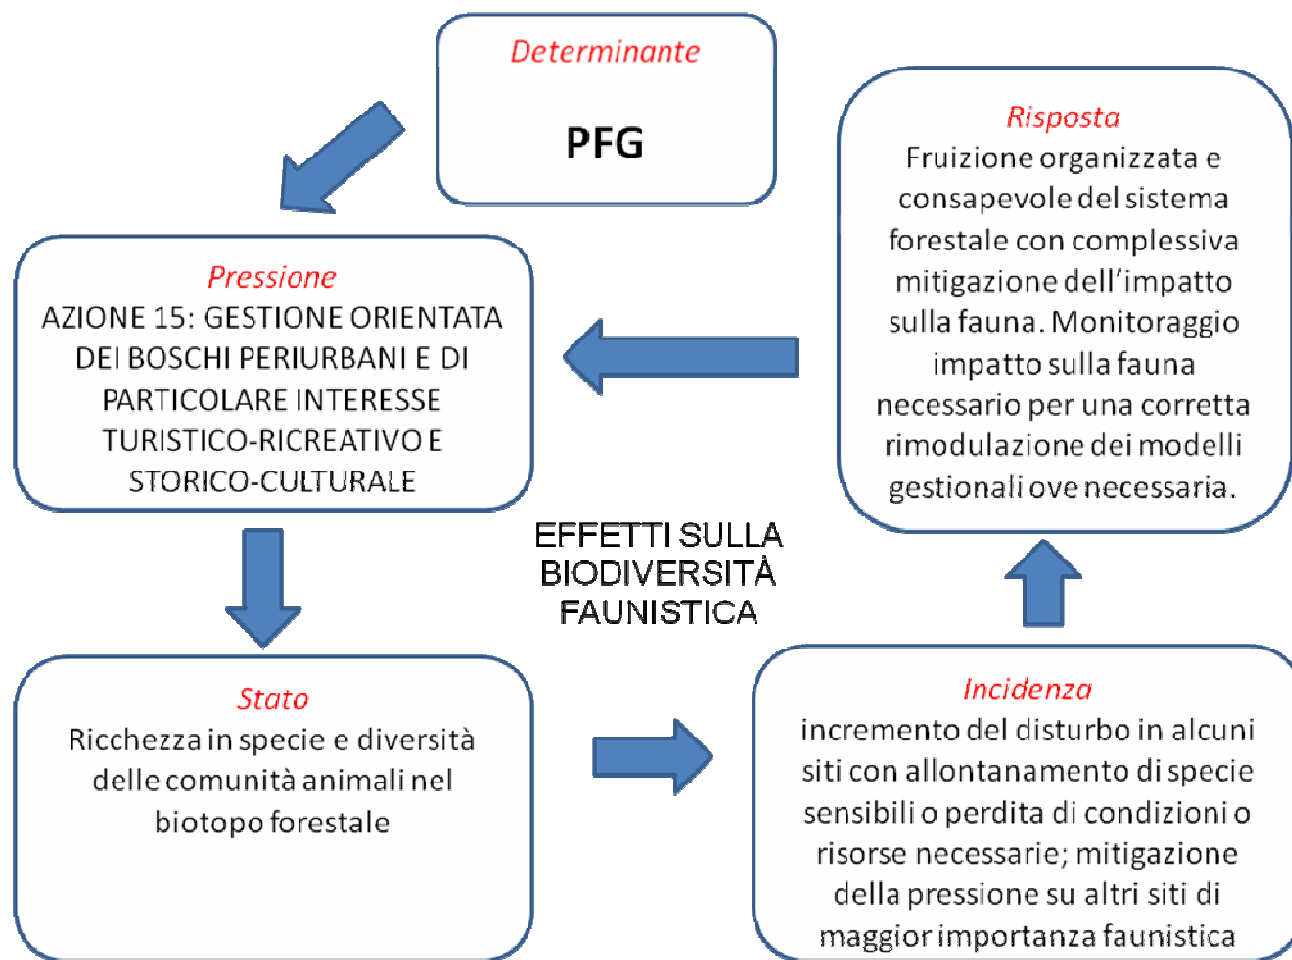 Determinante
PFG
Pressione
AZIONE 15: GESTIONE ORIENTATA
DEI BOSCHI PERIURBANI E DI
PARTICOLARE INTERESSE
TURISTICO-RICREATIVO E
STORICO-CULTURALE
Risposta
Fruizione organizzata e
consapevole del sistema
forestale con complessiva
mitigazione dell'impatto
sulla fauna. Monitoraggio
impatto sulla fauna
necessario per una corretta
rimodulazione dei modelli
gestionali ove necessaria.
EFFETTI SULLA
BIODIVERSITÀ
FAUNISTICA
Stato
Ricchezza in specie e diversità
delle comunità animali nel
biotopo forestale
Incidenza
incremento del disturbo in alcuni
siti con allontanamento di specie
sensibili o perdita di condizioni o
risorse necessarie; mitigazione
della pressione su altri siti di
maggior importanza faunistica